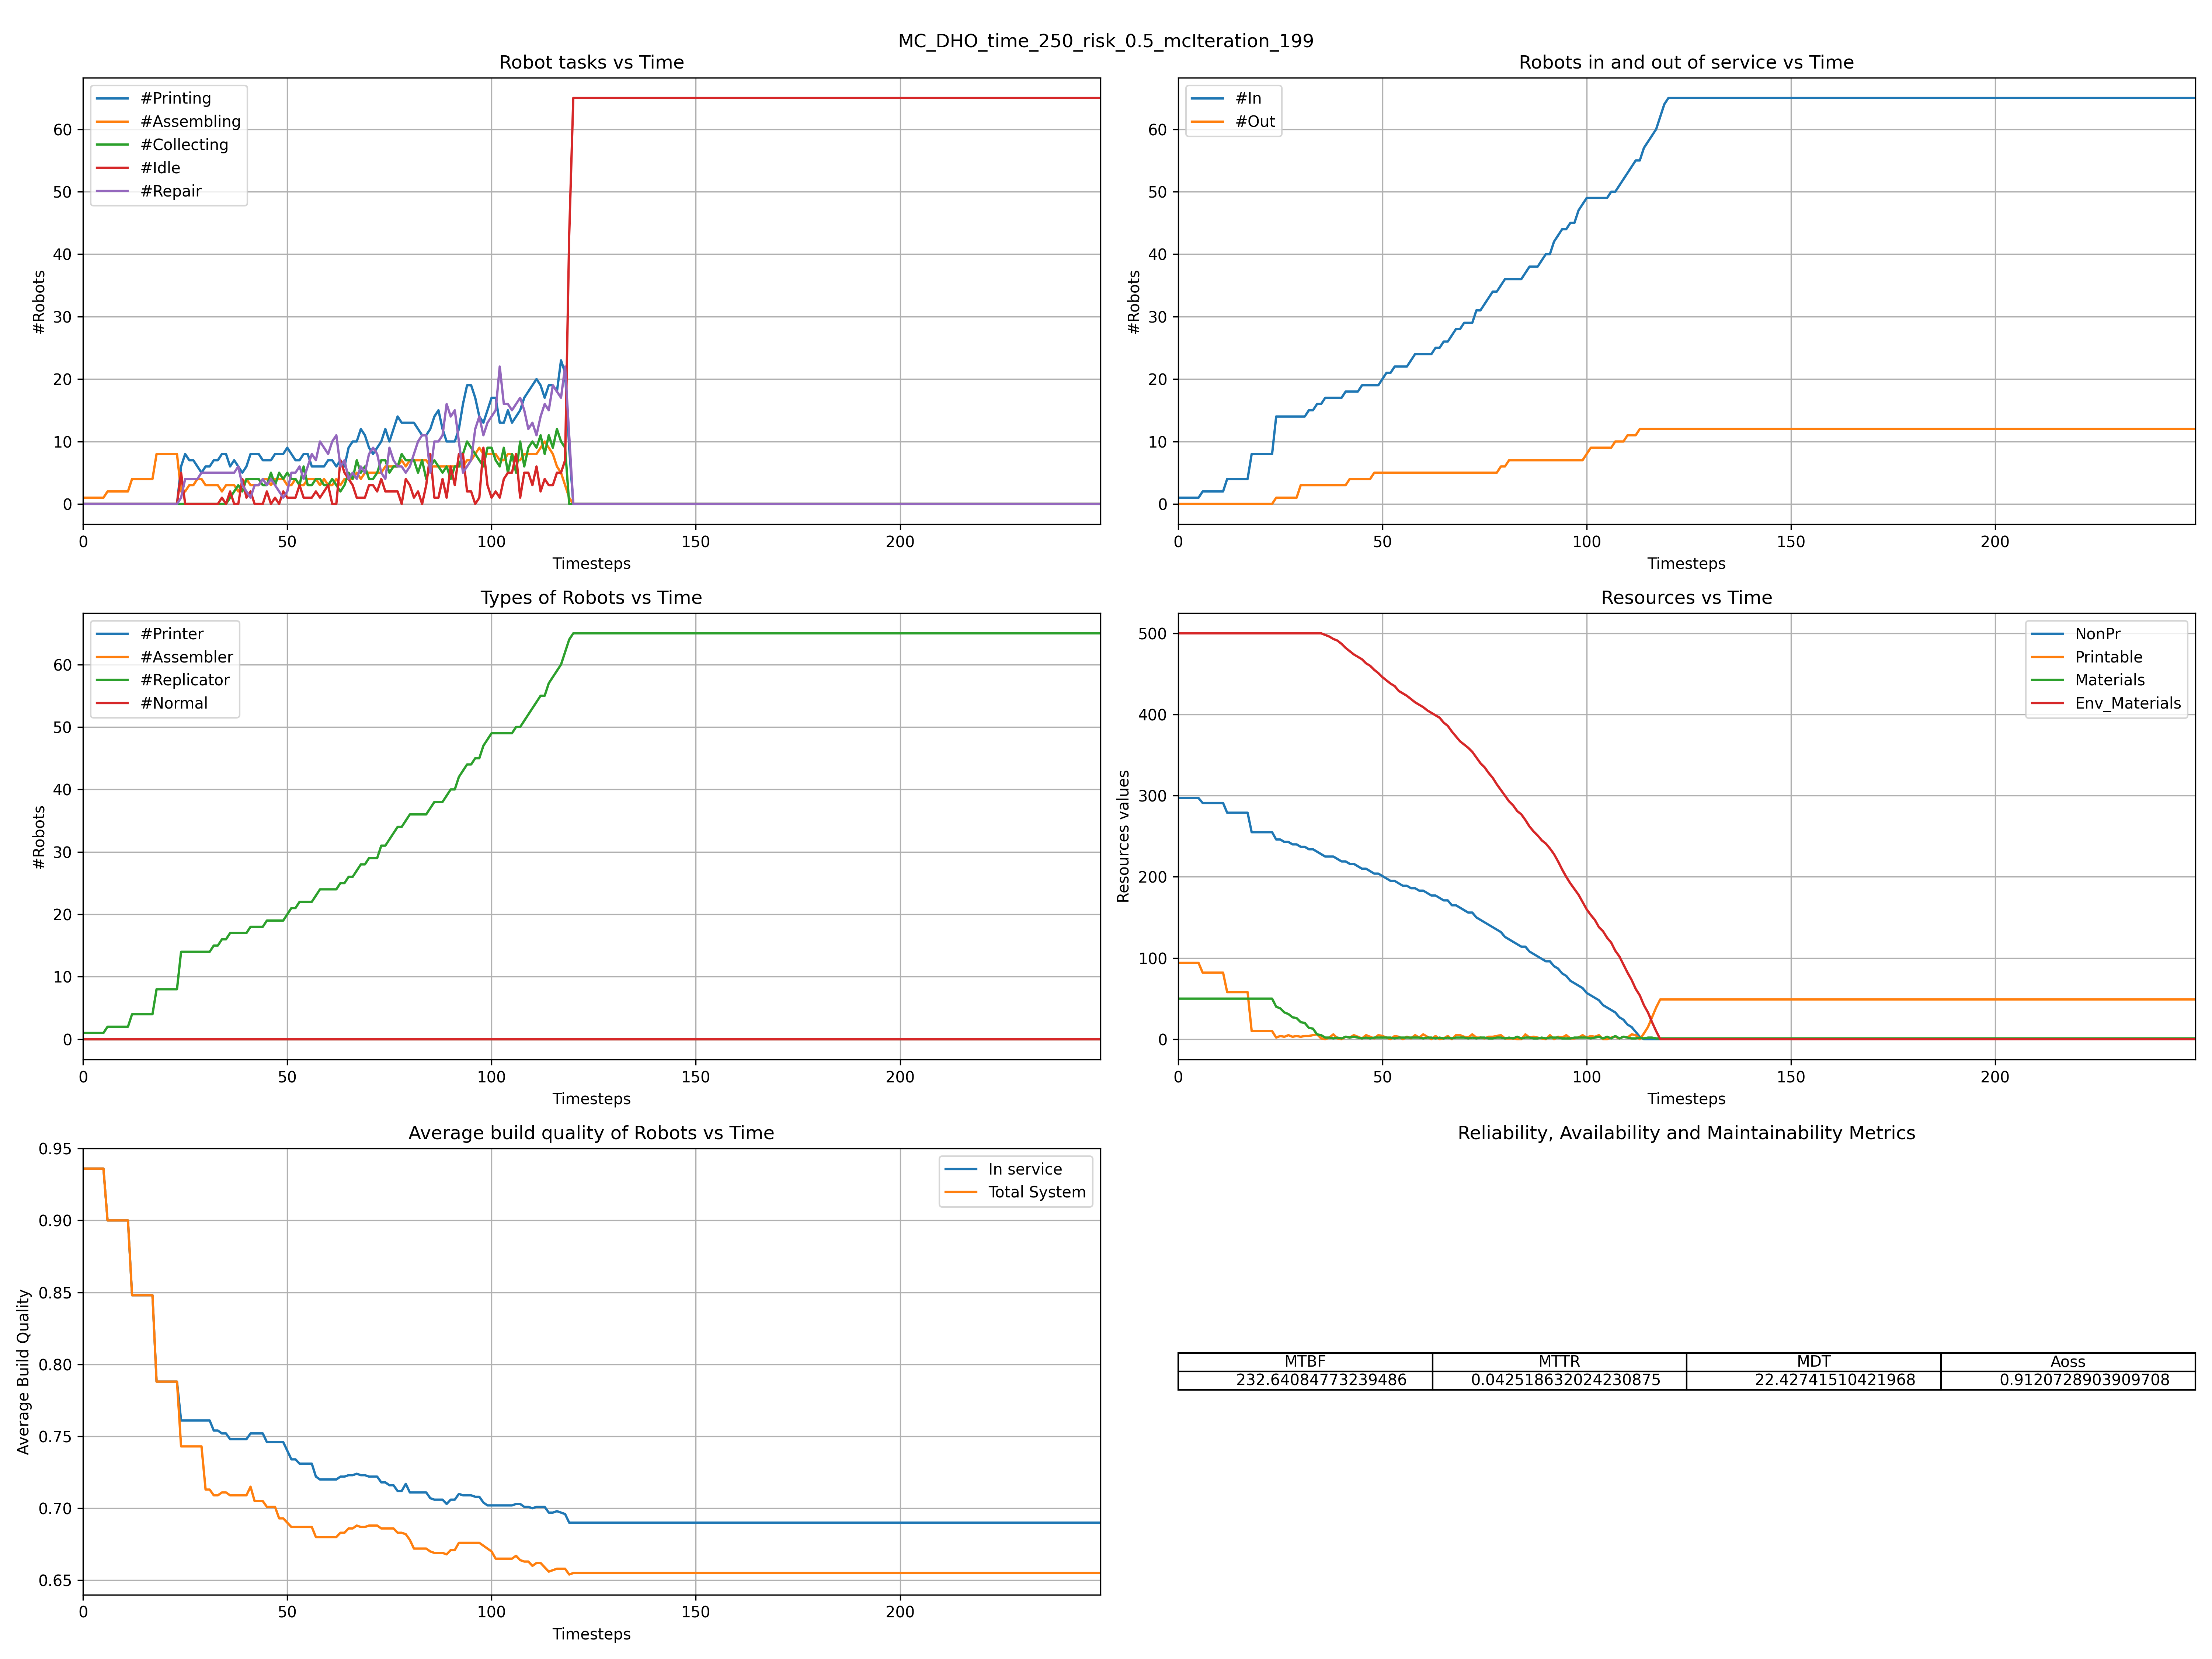 MC_DHO_time_250_risk_0.5_mcIteration_199
Robot tasks vs Time
#Printing
#Assembling
#Collecting
#Idle
#Repair
60
50
40
30
20
10
0
#Robots
0 50 100 150 200
Timesteps
Robots in and out of service vs Time
#In
#Out
60
50
40
30
20
10
0
#Robots
0 50 100 150 200
Timesteps
Types of Robots vs Time
#Printer
#Assembler
#Replicator
#Normal
60
50
40
30
20
10
0
#Robots
0 50 100 150 200
Timesteps
Resources vs Time
NonPr
Printable
Materials
Env_Materials
500
400
300
200
100
0
Resources values
0 50 100 150 200
Timesteps
Average build quality of Robots vs Time
In service
Total System
0.95
0.90
0.85
0.80
0.75
0.70
0.65
Average Build Quality
0 50 100 150 200
Timesteps
Reliability, Availability and Maintainability Metrics
MTBF MTTR MDT Aoss
232.64084773239486 0.042518632024230875 22.42741510421968 0.9120728903909708